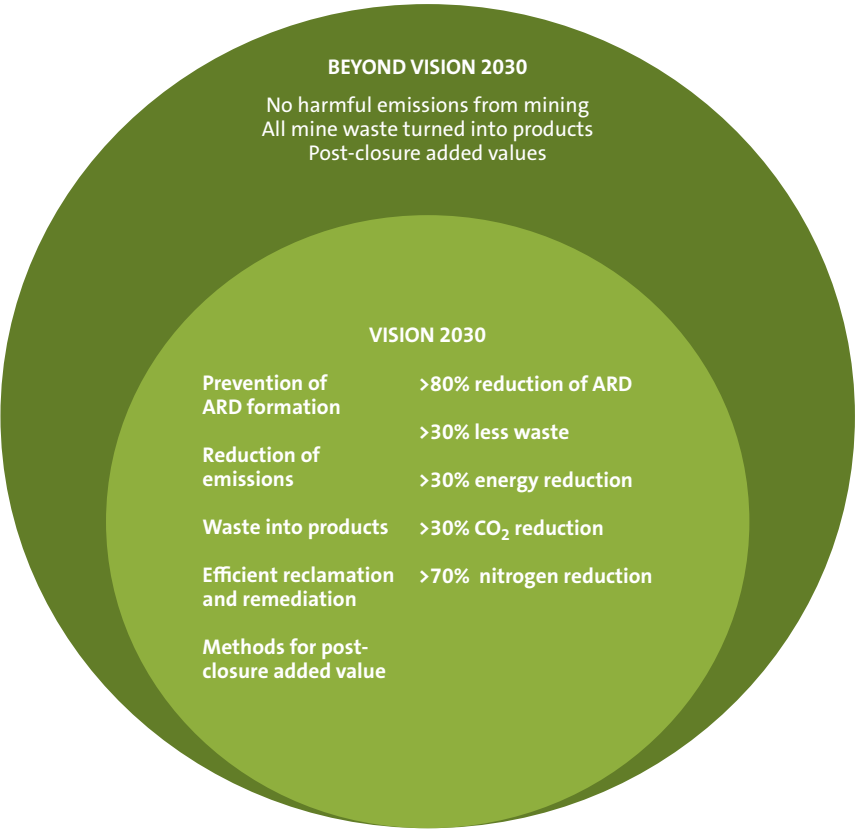 BEYOND VISION 2030
No harmful emissions from mining
All mine waste turned into products
Post-closure added values
VISION 2030
Prevention of
ARD formation
Reduction of
emissions
Waste into products
Efficient reclamation
and remediation
Methods for post-
closure added value
>80% reduction of ARD
>30% less waste
>30% energy reduction
>30% CO₂ reduction
>70%  nitrogen reduction